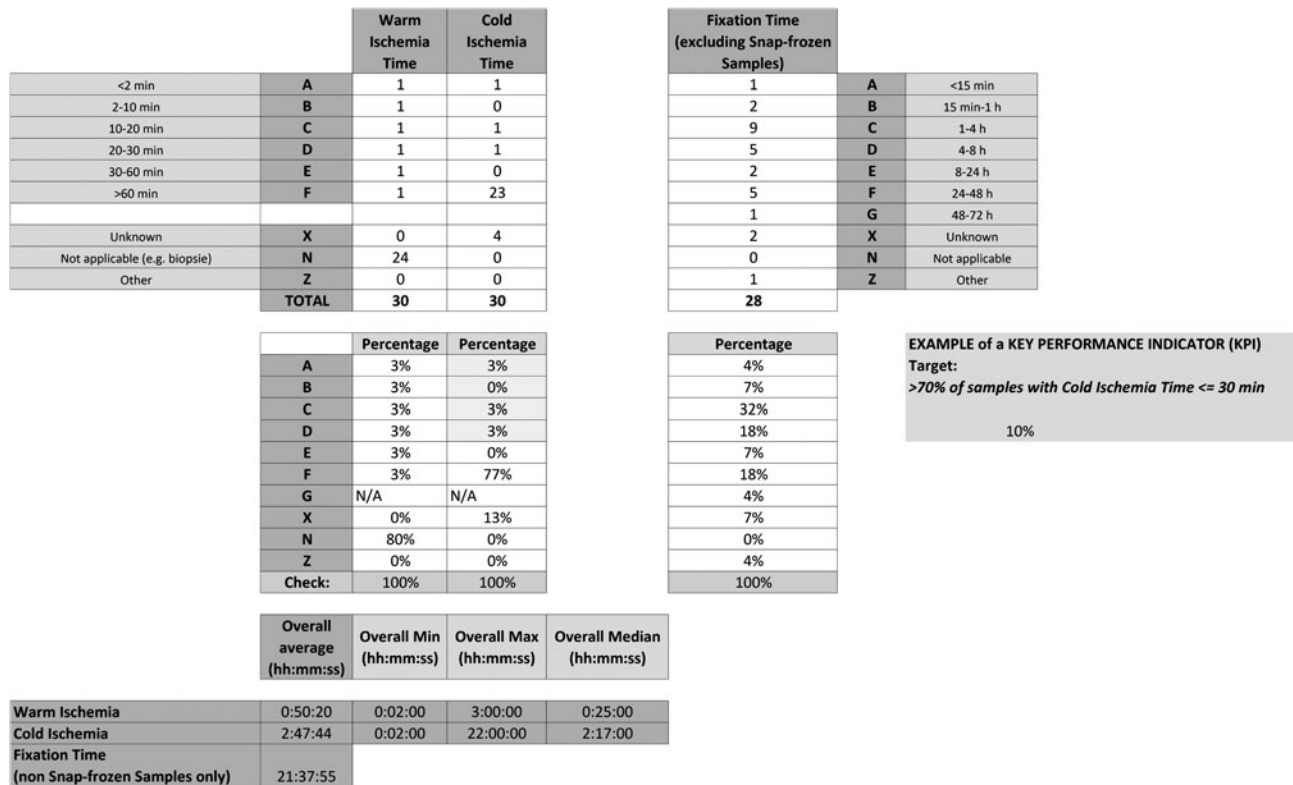 Warm Ischemia Time Cold Ischemia Time Fixation Time (excluding Snap-frozen Samples)
<2 min A 1 1 1 A <15 min
2-10 min B 1 0 2 B 15 min-1 h
10-20 min C 1 1 9 C 1-4 h
20-30 min D 1 1 5 D 4-8 h
30-60 min E 1 0 2 E 8-24 h
>60 min F 1 23 5 F 24-48 h
1 G 48-72 h
Unknown X 0 4 2 X Unknown
Not applicable (e.g. biopsie) N 24 0 0 N Not applicable
Other Z 0 0 1 Z Other
TOTAL 30 30 28
Percentage Percentage Percentage
A 3% 3% 4%
B 3% 0% 7%
C 3% 3% 32%
D 3% 3% 18%
E 3% 0% 7%
F 3% 77% 18%
G N/A N/A 4%
X 0% 13% 7%
N 80% 0% 0%
Z 0% 0% 4%
Check: 100% 100% 100%
EXAMPLE of a KEY PERFORMANCE INDICATOR (KPI)
Target:
>70% of samples with Cold Ischemia Time <= 30 min
10%
Overall average (hh:mm:ss) Overall Min (hh:mm:ss) Overall Max (hh:mm:ss) Overall Median (hh:mm:ss)
Warm Ischemia 0:50:20 0:02:00 3:00:00 0:25:00
Cold Ischemia 2:47:44 0:02:00 22:00:00 2:17:00
Fixation Time
(non Snap-frozen Samples only) 21:37:55